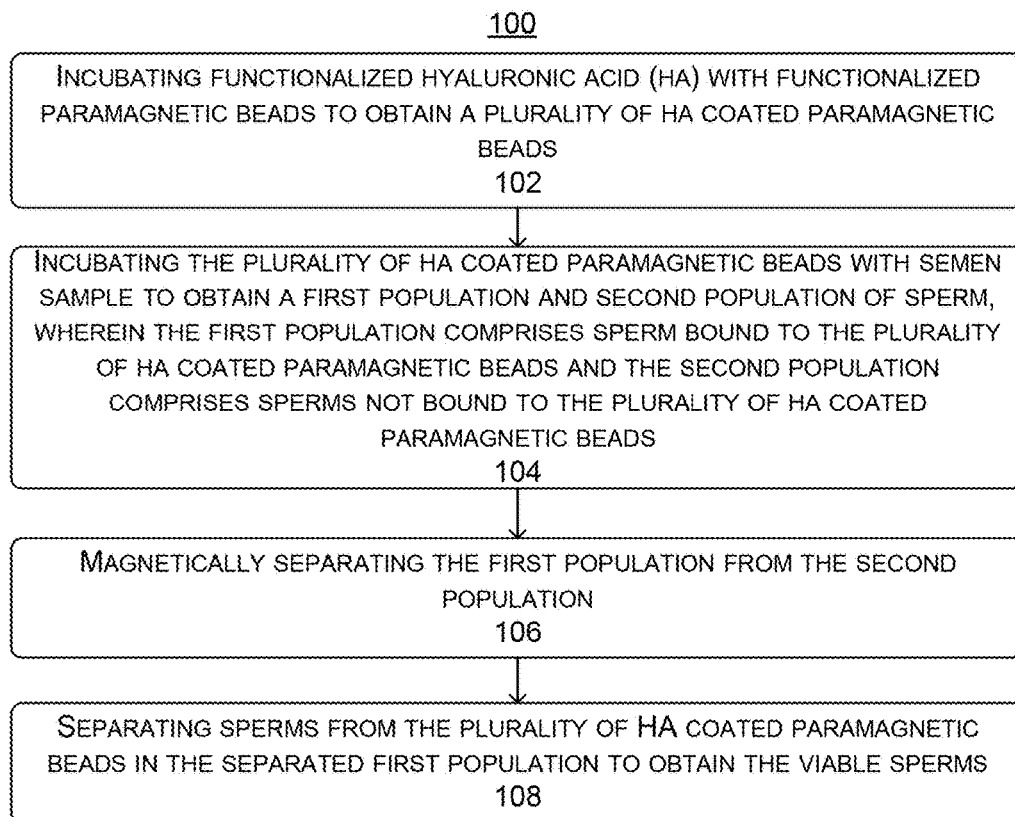 100
INCUBATING FUNCTIONALIZED HYALURONIC ACID (HA) WITH FUNCTIONALIZED
PARAMAGNETIC BEADS TO OBTAIN A PLURALITY OF HA COATED PARAMAGNETIC
BEADS
102
INCUBATING THE PLURALITY OF HA COATED PARAMAGNETIC BEADS WITH SEMEN
SAMPLE TO OBTAIN A FIRST POPULATION AND SECOND POPULATION OF SPERM,
WHEREIN THE FIRST POPULATION COMPRISES SPERM BOUND TO THE PLURALITY
OF HA COATED PARAMAGNETIC BEADS AND THE SECOND POPULATION
COMPRISES SPERMS NOT BOUND TO THE PLURALITY OF HA COATED
PARAMAGNETIC BEADS
104
MAGNETICALLY SEPARATING THE FIRST POPULATION FROM THE SECOND
POPULATION
106
SEPARATING SPERMS FROM THE PLURALITY OF HA COATED PARAMAGNETIC
BEADS IN THE SEPARATED FIRST POPULATION TO OBTAIN THE VIABLE SPERMS
108